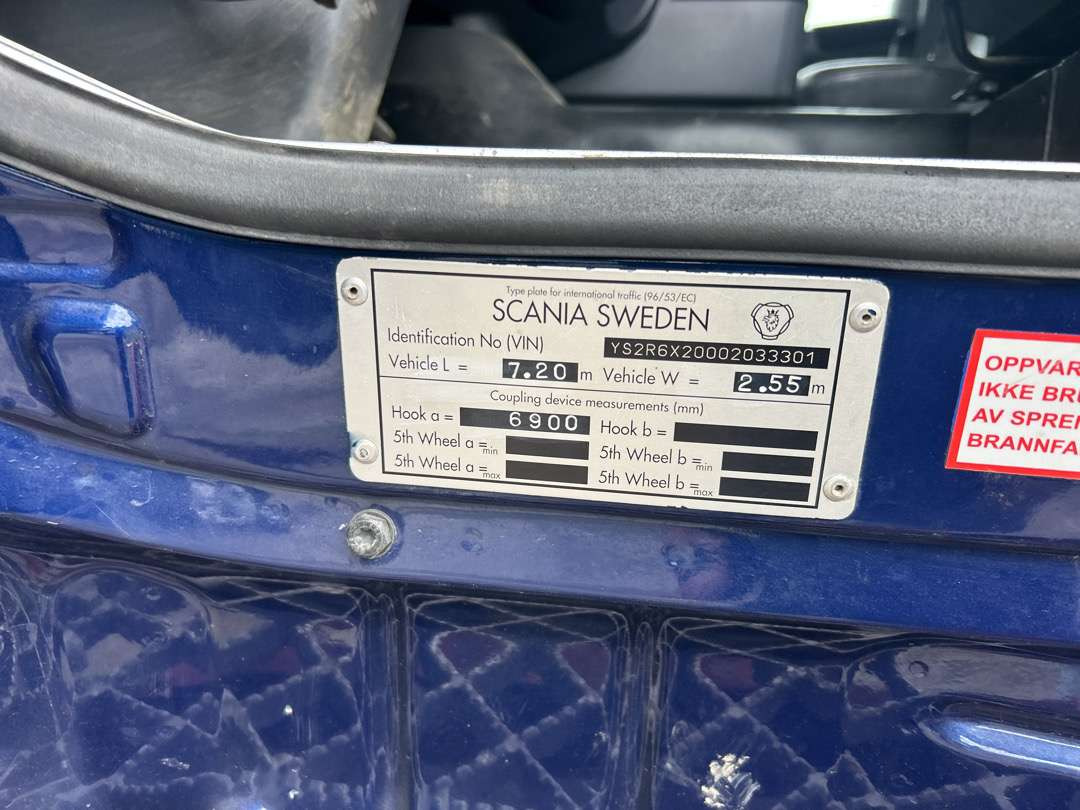 Type plate for international traffic (96/53/EC)
SCANIA SWEDEN
Identification No (VIN) YS2R6X20002033301
Vehicle L = 7.20 m Vehicle W = 2.55 m
Coupling device measurements (mm)
Hook a = 6900 Hook b =
5th Wheel a = min 5th Wheel b = min
5th Wheel a = max 5th Wheel b = max
OPPVAR
IKKE BRE
AV SPREN
BRANNFA